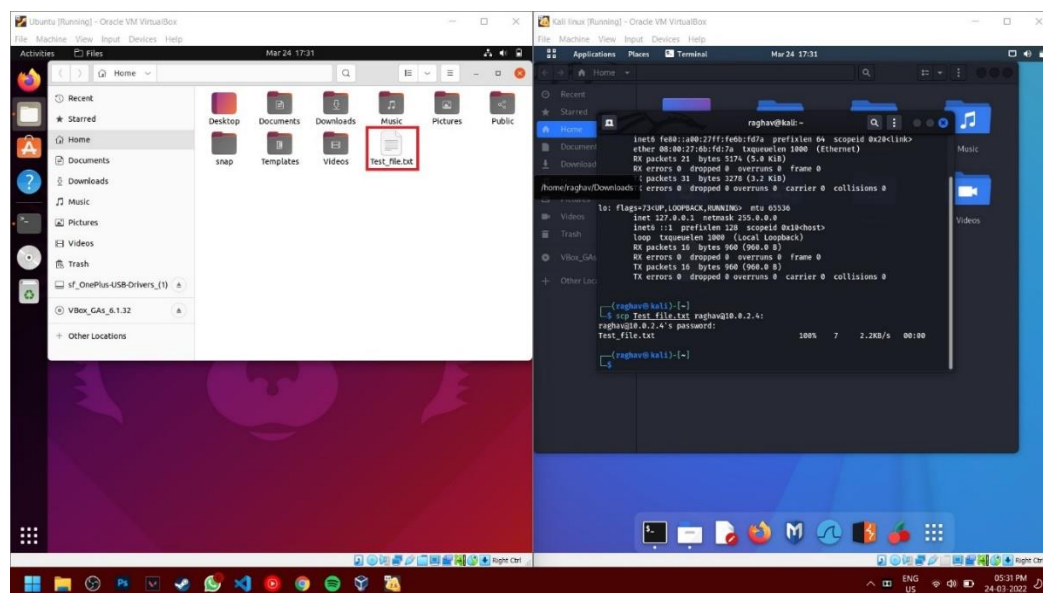 Ubuntu [Running] - Oracle VM VirtualBox
File Machine View Input Devices Help
Activities Files Mar 24 17:31
Home
Recent
Starred
Home
Documents
Downloads
Music
Pictures
Videos
Trash
sf_OnePlus-USB-Drivers_(1)
VBox_GAs_6.1.32
Other Locations
Desktop Documents Downloads Music Pictures Public
snap Templates Videos Test_file.txt
Right Ctrl
Kali linux [Running] - Oracle VM VirtualBox
File Machine View Input Devices Help
Applications Places Terminal Mar 24 17:31
Home
Recent
Starred
Home
Document
Download
/home/raghav/Downloads
Pictures
Videos
Trash
VBox_GAs
Other Loc
Music
Videos
raghav@kali: ~
inet6 fe80::a00:27ff:fe6b:fd7a prefixlen 64 scopeid 0x20<link>
ether 08:00:27:6b:fd:7a txqueuelen 1000 (Ethernet)
RX packets 21 bytes 5174 (5.0 KiB)
RX errors 0 dropped 0 overruns 0 frame 0
packets 31 bytes 3278 (3.2 KiB)
errors 0 dropped 0 overruns 0 carrier 0 collisions 0
lo: flags=73<UP,LOOPBACK,RUNNING> mtu 65536
inet 127.0.0.1 netmask 255.0.0.0
inet6 ::1 prefixlen 128 scopeid 0x10<host>
loop txqueuelen 1000 (Local Loopback)
RX packets 16 bytes 960 (960.0 B)
RX errors 0 dropped 0 overruns 0 frame 0
TX packets 16 bytes 960 (960.0 B)
TX errors 0 dropped 0 overruns 0 carrier 0 collisions 0
(raghav㉿kali)-[~]
$ scp Test_file.txt raghav@10.0.2.4:
raghav@10.0.2.4's password:
Test_file.txt 100% 7 2.2KB/s 00:00
(raghav㉿kali)-[~]
$
Right Ctrl
ENG
US
05:31 PM
24-03-2022